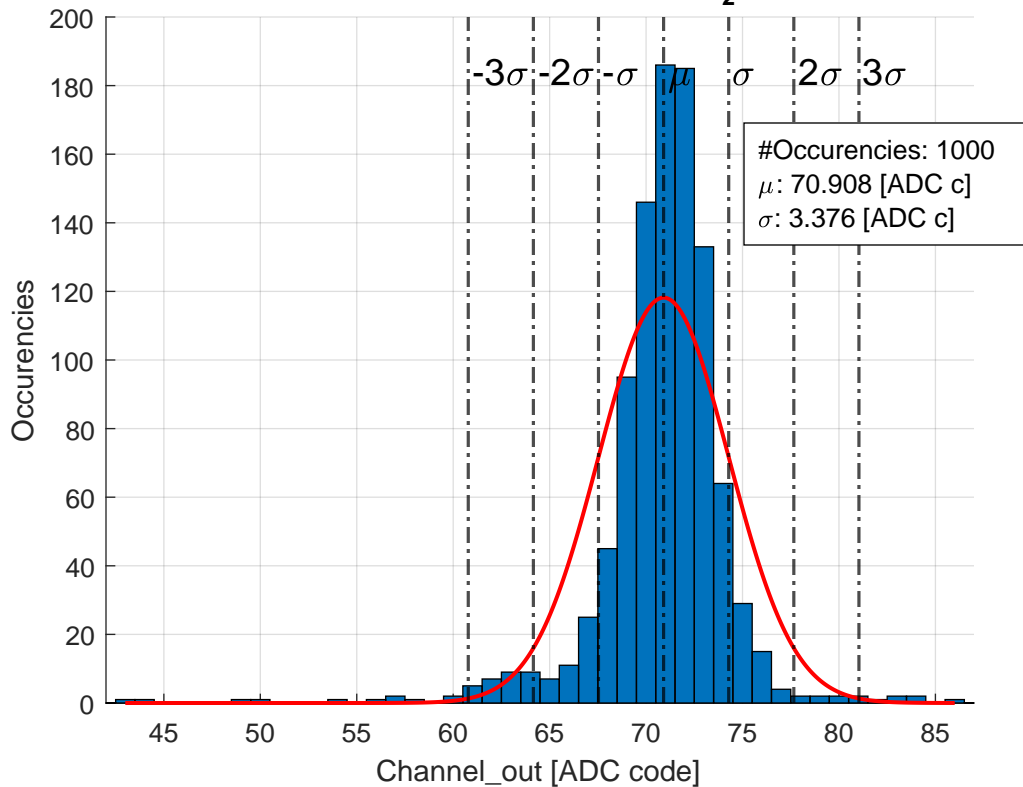 2
200
180
160
140
120
100
80
60
40
20
0
-3σ -2σ -σ μ σ 2σ 3σ
#Occurencies: 1000
μ: 70.908 [ADC c]
σ: 3.376 [ADC c]
Occurencies
45 50 55 60 65 70 75 80 85
Channel_out [ADC code]